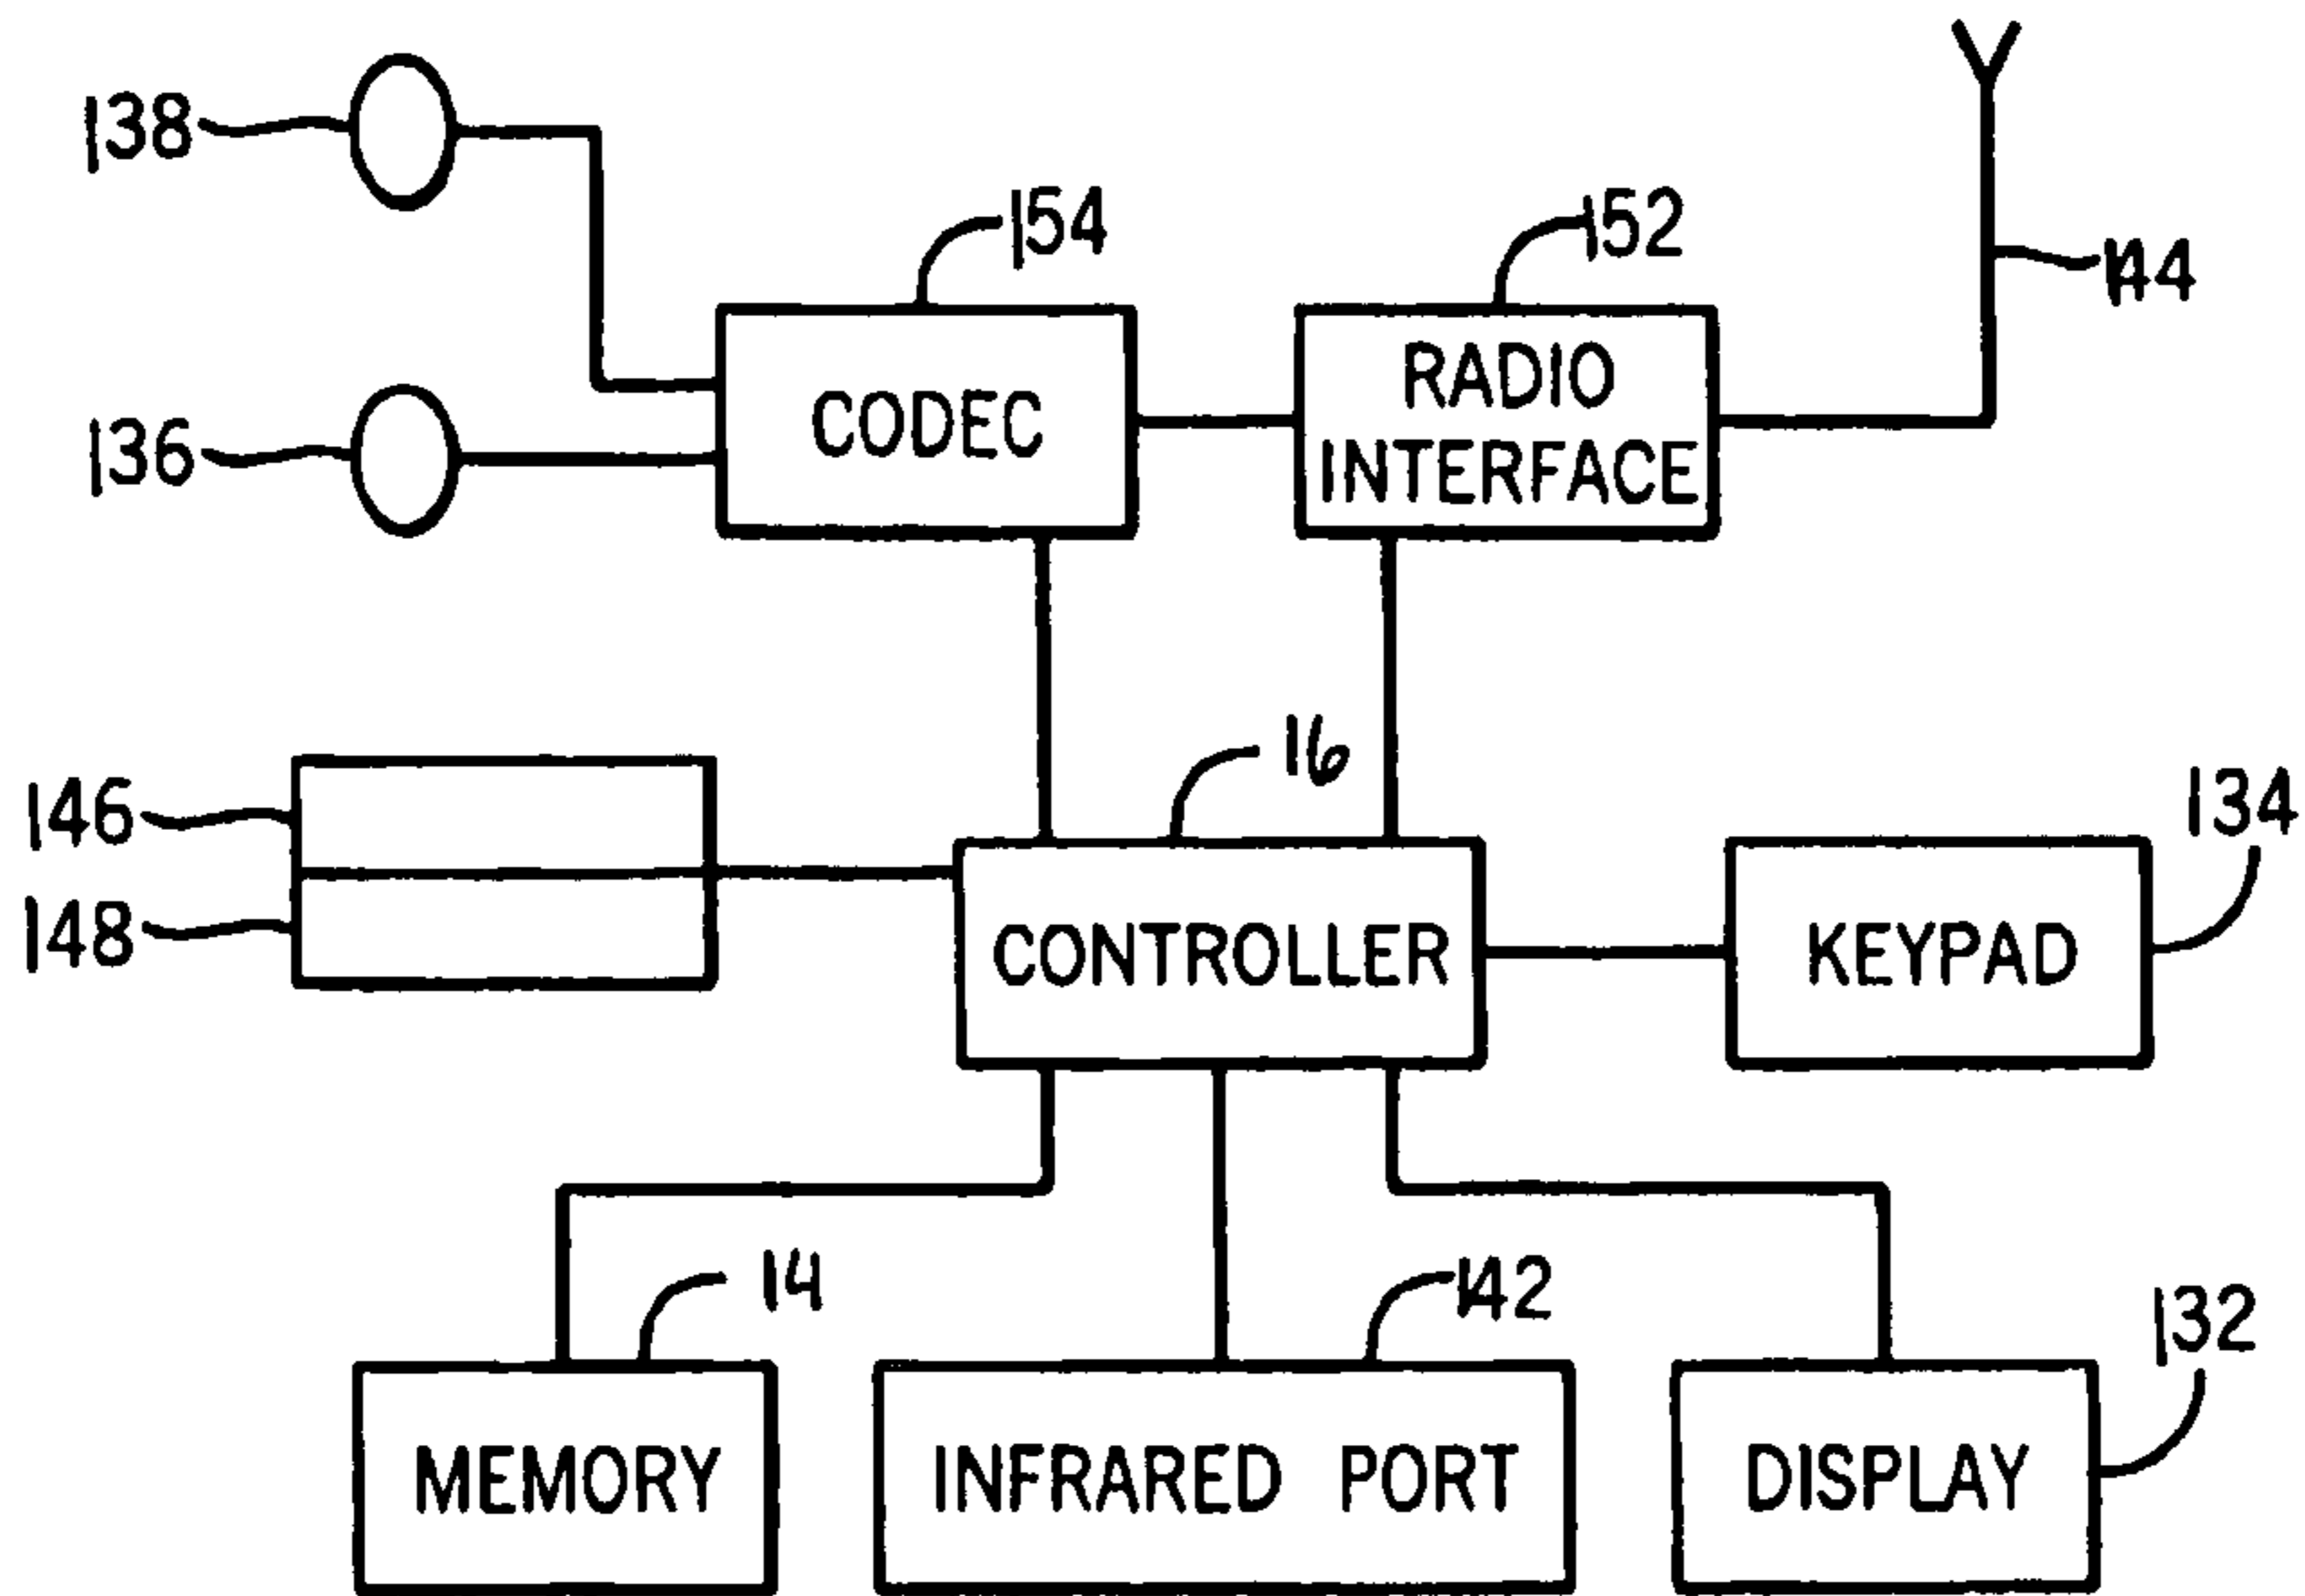 138
154
152
144
136
CODEC
RADIO
INTERFACE
16
146
134
148
CONTROLLER
KEYPAD
14
142
132
MEMORY
INFRARED PORT
DISPLAY